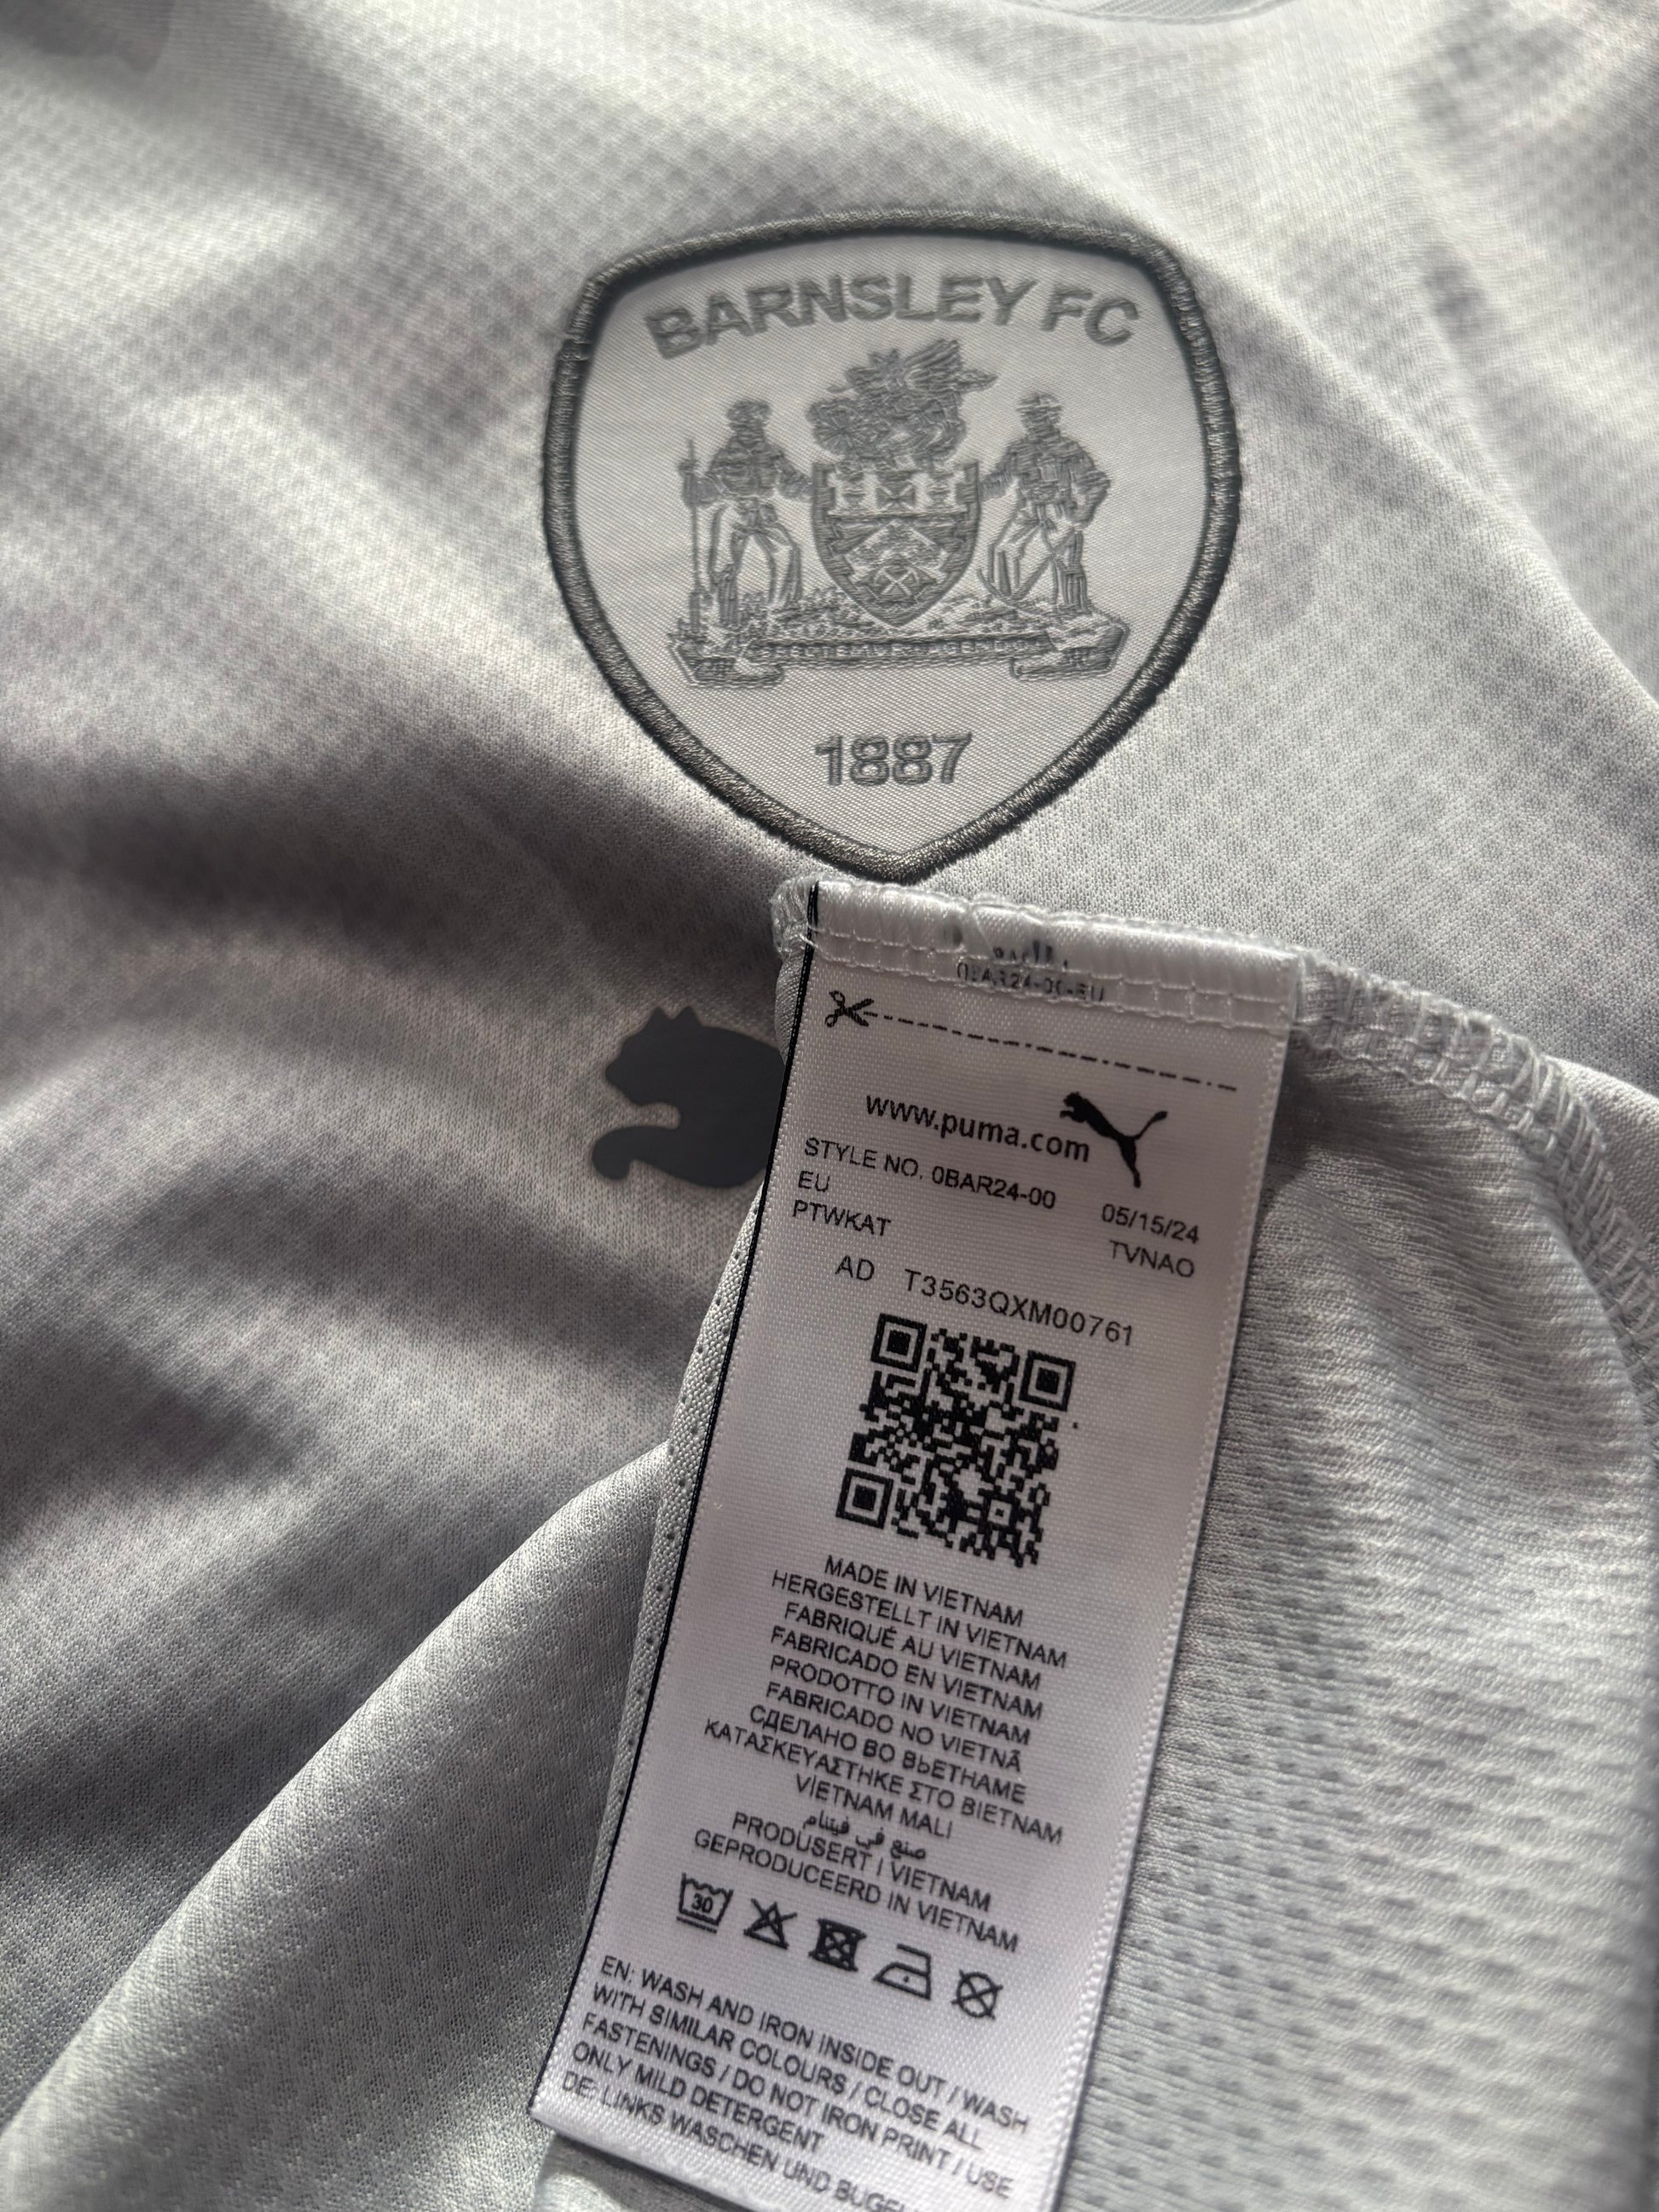 BARNSLEY FC
1887
www.puma.com
STYLE NO. 0BAR24-00 05/15/24
EU TVNAO
PTWKAT
AD T3563QXM00761
MADE IN VIETNAM
HERGESTELLT IN VIETNAM
FABRIQUÉ AU VIETNAM
FABRICADO EN VIETNAM
PRODOTTO IN VIETNAM
FABRICADO NO VIETNÃ
СДЕЛАНО ВО ВЬЕТНАМЕ
ΚΑΤΑΣΚΕΥΑΣΤΗΚΕ ΣΤΟ ΒΙΕΤΝΑΜ
VIETNAM MALI
صنع في فيتنام
PRODUSERT I VIETNAM
GEPRODUCEERD IN VIETNAM
30
EN: WASH AND IRON INSIDE OUT / WASH
WITH SIMILAR COLOURS / CLOSE ALL
FASTENINGS / DO NOT IRON PRINT / USE
ONLY MILD DETERGENT
DE: LINKS WASCHEN UND